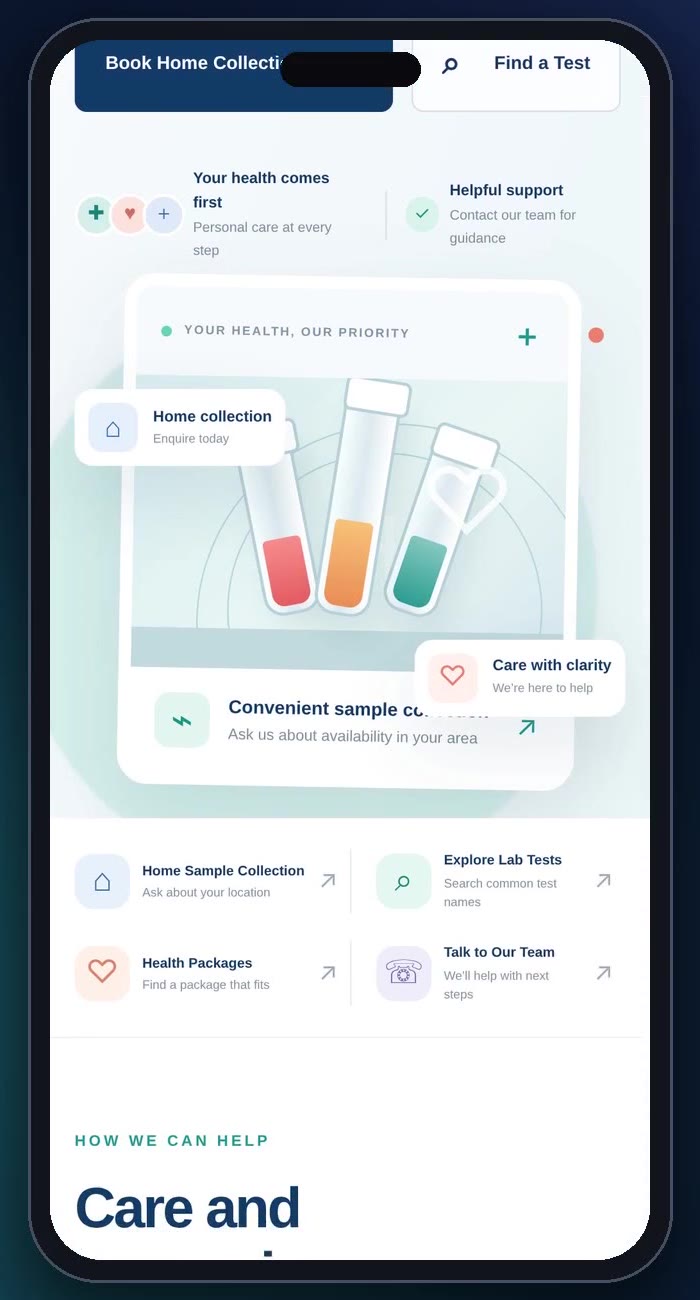 Book Home
Find a Test
Your health comes
first
Personal care at every
step
Helpful support
Contact our team for
guidance
YOUR HEALTH, OUR PRIORITY
Home collection
Enquire today
Care with clarity
We're here to help
Convenient sample
Ask us about availability in your area
Home Sample Collection
Ask about your location
Explore Lab Tests
Search common test
names
Health Packages
Find a package that fits
Talk to Our Team
We'll help with next
steps
HOW WE CAN HELP
Care and